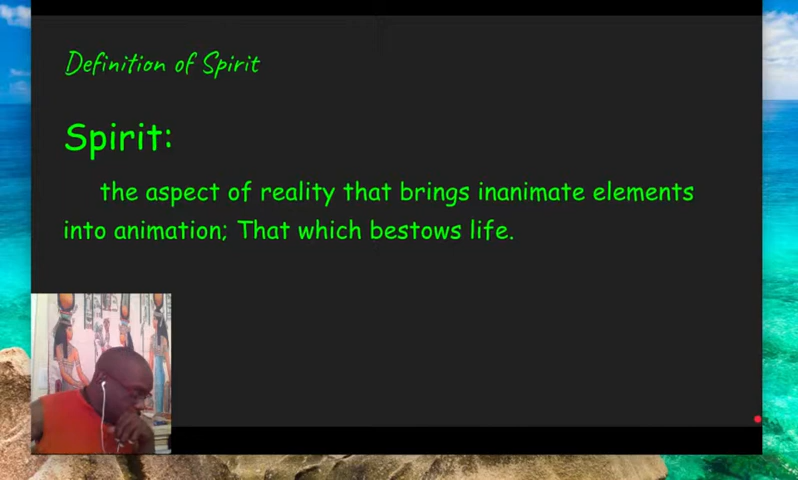 Definition of Spirit
Spirit:
the aspect of reality that brings inanimate elements
into animation; That which bestows life.